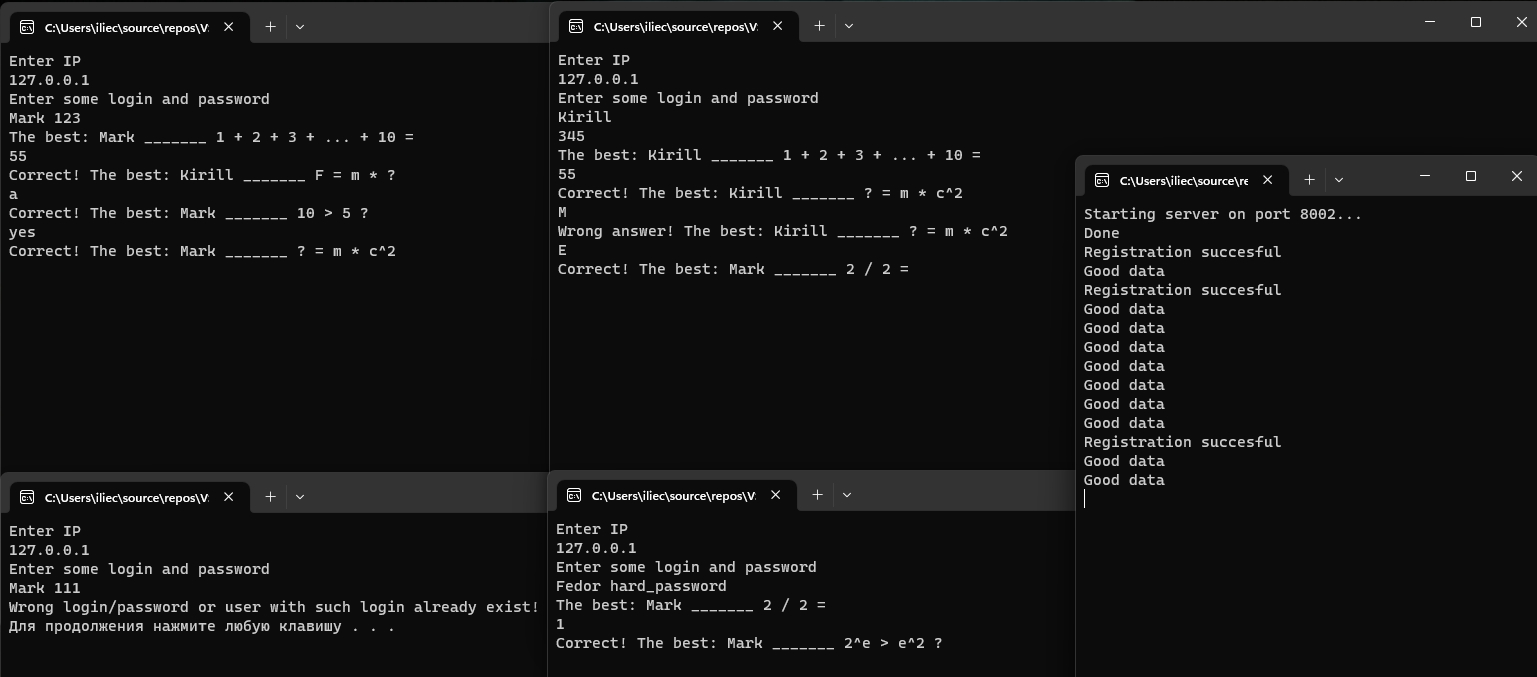 C:\Users\iliec\source\repos\V:
Enter IP
127.0.0.1
Enter some login and password
Mark 123
The best: Mark _______ 1 + 2 + 3 + ... + 10 =
55
Correct! The best: Kirill _______ F = m * ?
a
Correct! The best: Mark _______ 10 > 5 ?
yes
Correct! The best: Mark _______ ? = m * c^2
C:\Users\iliec\source\repos\V:
Enter IP
127.0.0.1
Enter some login and password
Kirill
345
The best: Kirill _______ 1 + 2 + 3 + ... + 10 =
55
Correct! The best: Kirill _______ ? = m * c^2
M
Wrong answer! The best: Kirill _______ ? = m * c^2
E
Correct! The best: Mark _______ 2 / 2 =
C:\Users\iliec\source\re
Starting server on port 8002...
Done
Registration succesful
Good data
Registration succesful
Good data
Good data
Good data
Good data
Good data
Good data
Good data
Registration succesful
Good data
Good data
C:\Users\iliec\source\repos\V:
Enter IP
127.0.0.1
Enter some login and password
Mark 111
Wrong login/password or user with such login already exist!
Для продолжения нажмите любую клавишу . . .
C:\Users\iliec\source\repos\V:
Enter IP
127.0.0.1
Enter some login and password
Fedor hard_password
The best: Mark _______ 2 / 2 =
1
Correct! The best: Mark _______ 2^e > e^2 ?